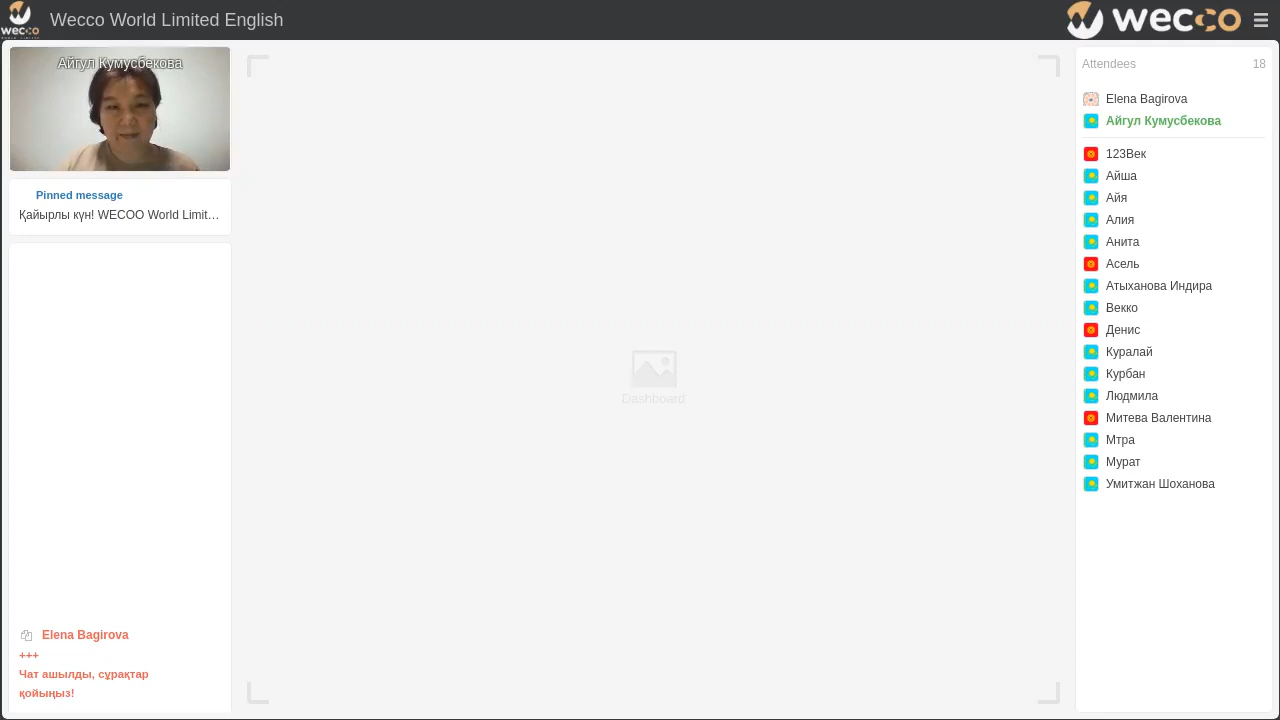 wecco
Wecco World Limited English
wecco
Айгул Кумусбекова
Pinned message
Қайырлы күн! WECOO World Limit…
Elena Bagirova
+++
Чат ашылды, сұрақтар
қойыңыз!
Dashboard
Attendees 18
Elena Bagirova
Айгул Кумусбекова
123Век
Айша
Айя
Алия
Анита
Асель
Атыханова Индира
Векко
Денис
Куралай
Курбан
Людмила
Митева Валентина
Мтра
Мурат
Умитжан Шоханова